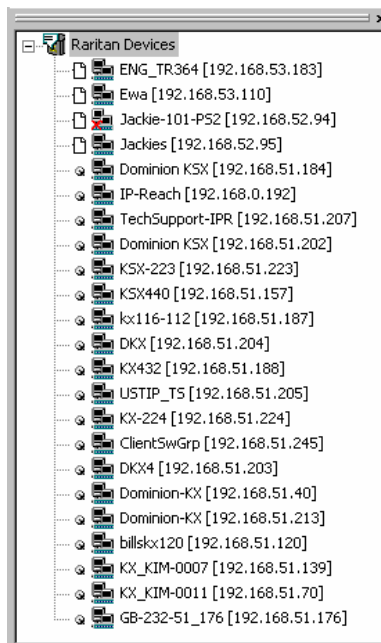 Raritan Devices
ENG_TR364 [192.168.53.183]
Ewa [192.168.53.110]
Jackie-101-PS2 [192.168.52.94]
Jackies [192.168.52.95]
Dominion KSX [192.168.51.184]
IP-Reach [192.168.0.192]
TechSupport-IPR [192.168.51.207]
Dominion KSX [192.168.51.202]
KSX-223 [192.168.51.223]
KSX440 [192.168.51.157]
kx116-112 [192.168.51.187]
DKX [192.168.51.204]
KX432 [192.168.51.188]
USTIP_TS [192.168.51.205]
KX-224 [192.168.51.224]
ClientSwGrp [192.168.51.245]
DKX4 [192.168.51.203]
Dominion-KX [192.168.51.40]
Dominion-KX [192.168.51.213]
billskx120 [192.168.51.120]
KX_KIM-0007 [192.168.51.139]
KX_KIM-0011 [192.168.51.70]
GB-232-51_176 [192.168.51.176]